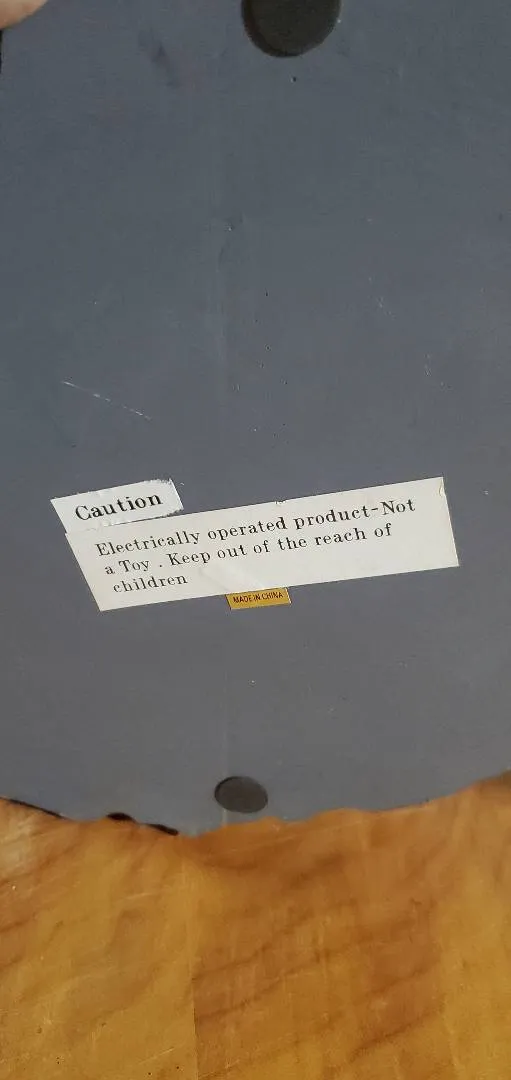 Caution
Electrically operated product-Not
a Toy . Keep out of the reach of
children
MADE IN CHINA